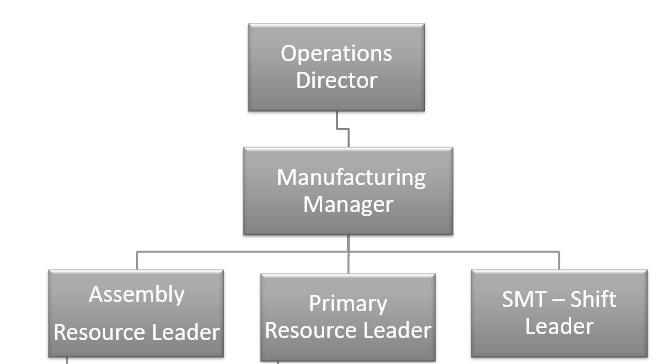 Operations
Director
Manufacturing
Manager
Assembly
Resource Leader
Primary
Resource Leader
SMT – Shift
Leader